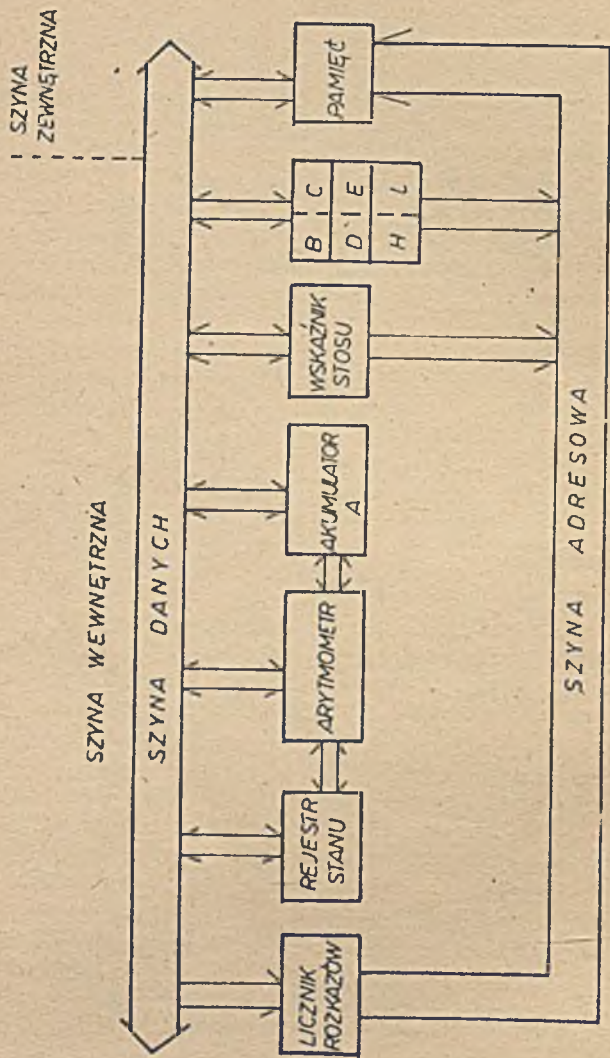 SZYNA
ZEWNĘTRZNA
SZYNA WEWNĘTRZNA
SZYNA DANYCH
LICZNIK
ROZKAZÓW
REJESTR
STANU
ARYTMOMETR
AKUMULATOR
A
WSKAŹNIK
STOSU
B C
D E
H L
PAMIĘĆ
SZYNA ADRESOWA